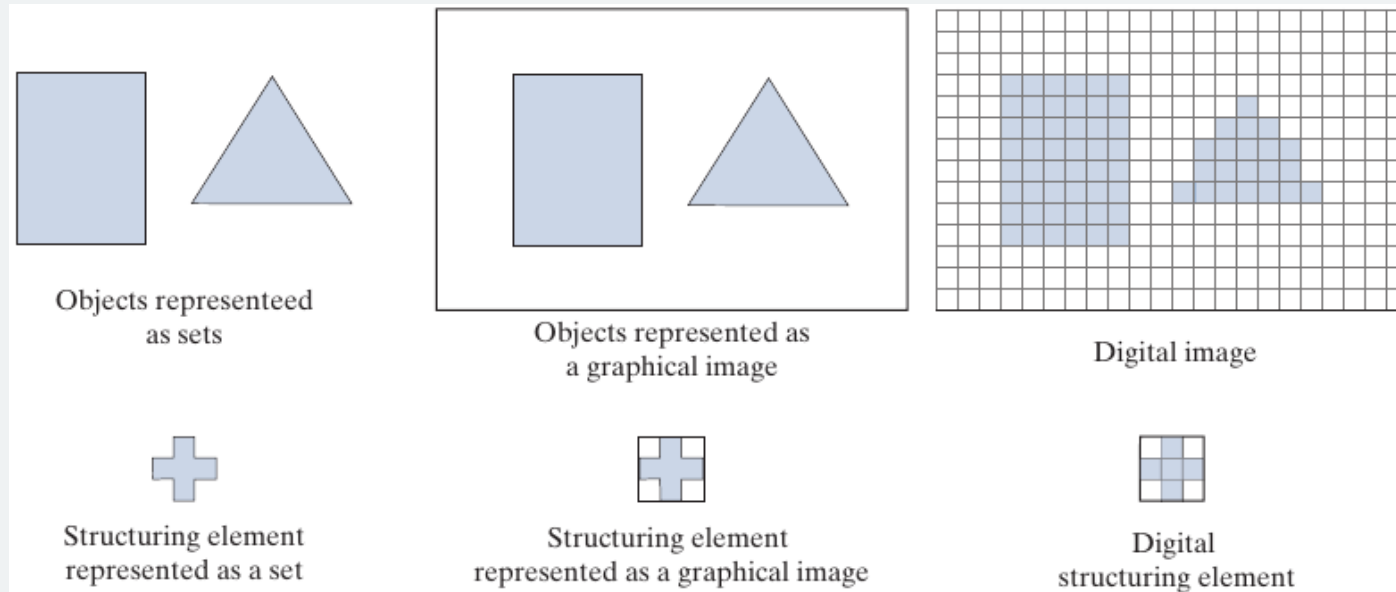 Objects representeed
as sets
Objects represented as
a graphical image
Digital image
Structuring element
represented as a set
Structuring element
represented as a graphical image
Digital
structuring element